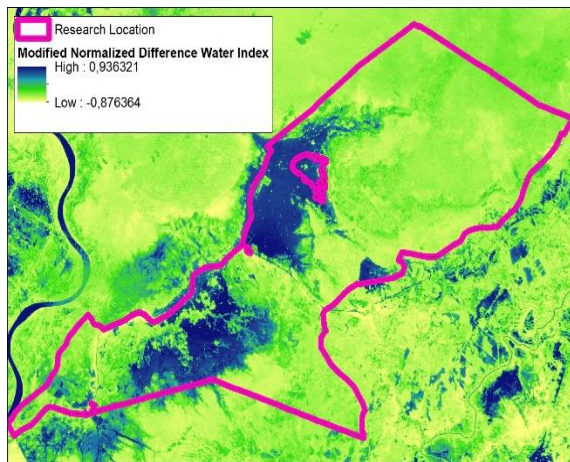 Research Location
Modified Normalized Difference Water Index
High : 0,936321
Low : -0,876364